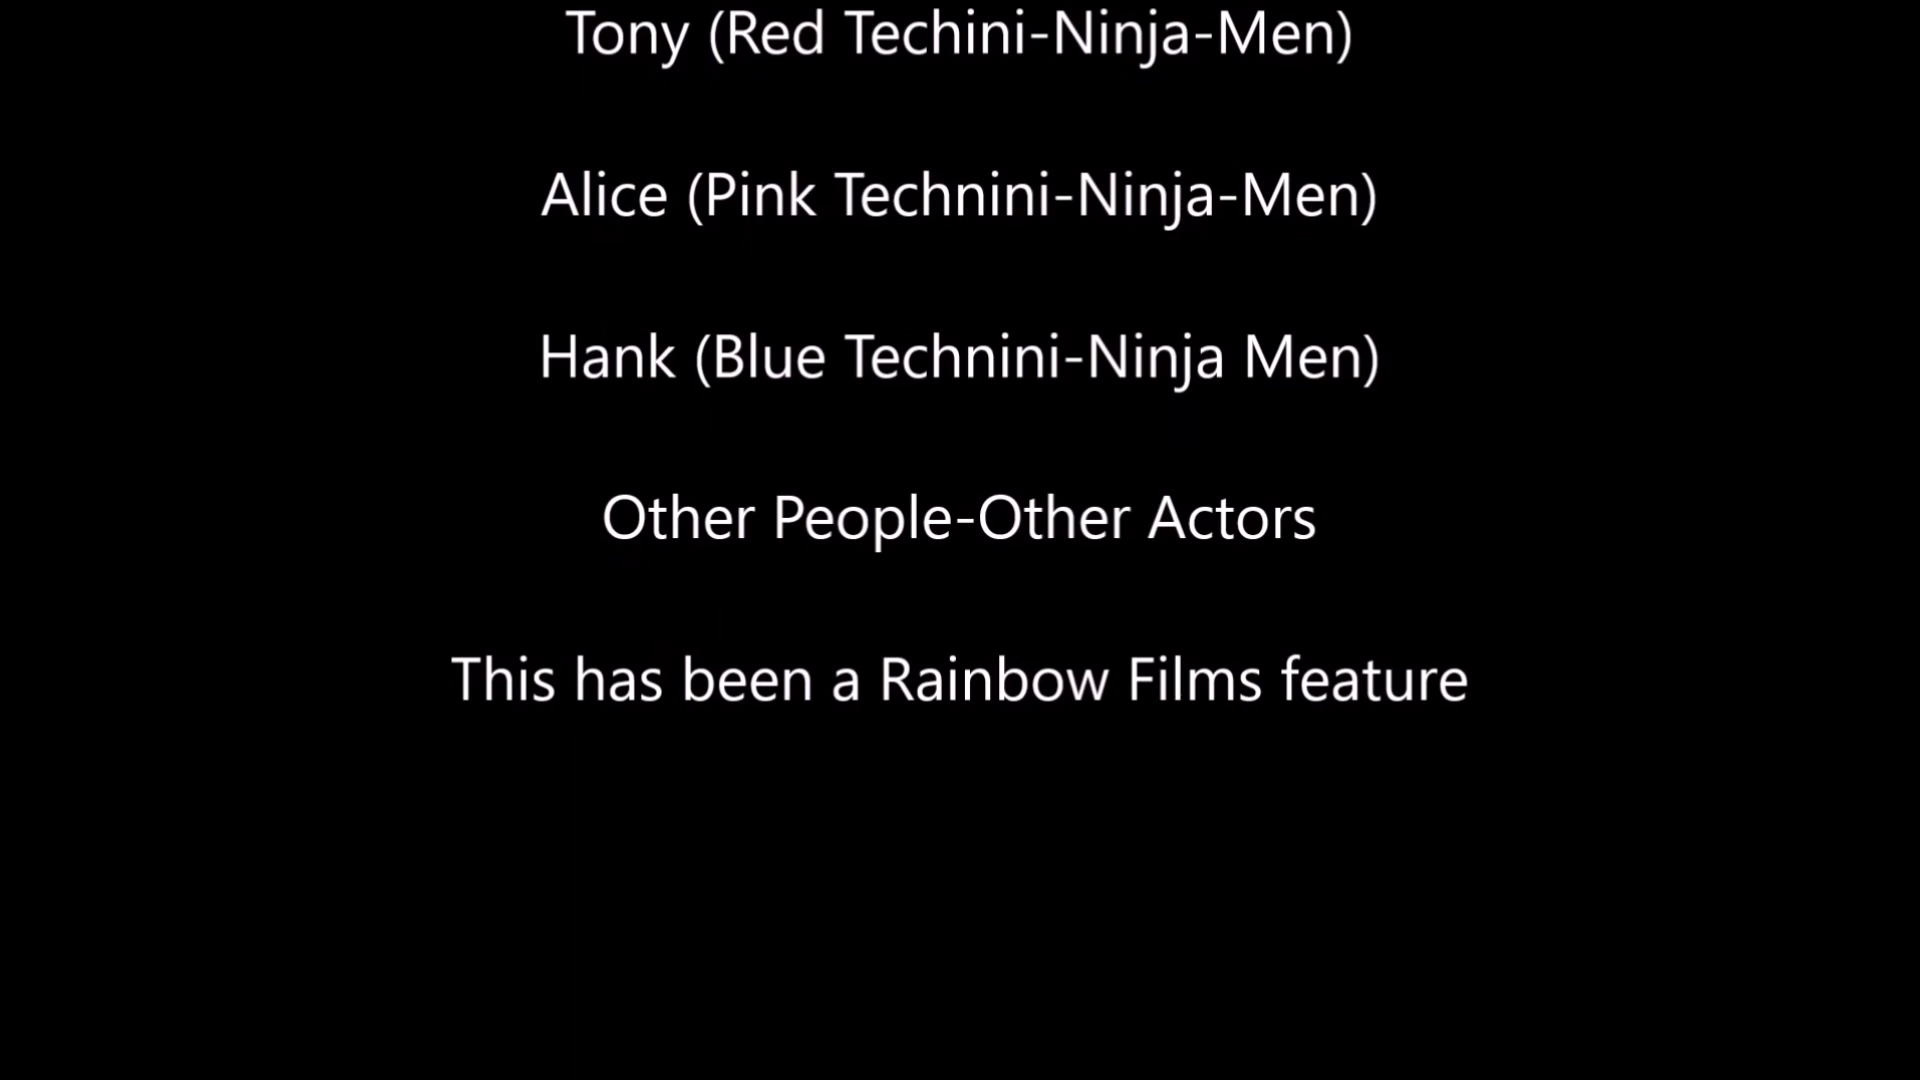 Tony (Red Techini-Ninja-Men)
Alice (Pink Technini-Ninja-Men)
Hank (Blue Technini-Ninja Men)
Other People-Other Actors
This has been a Rainbow Films feature